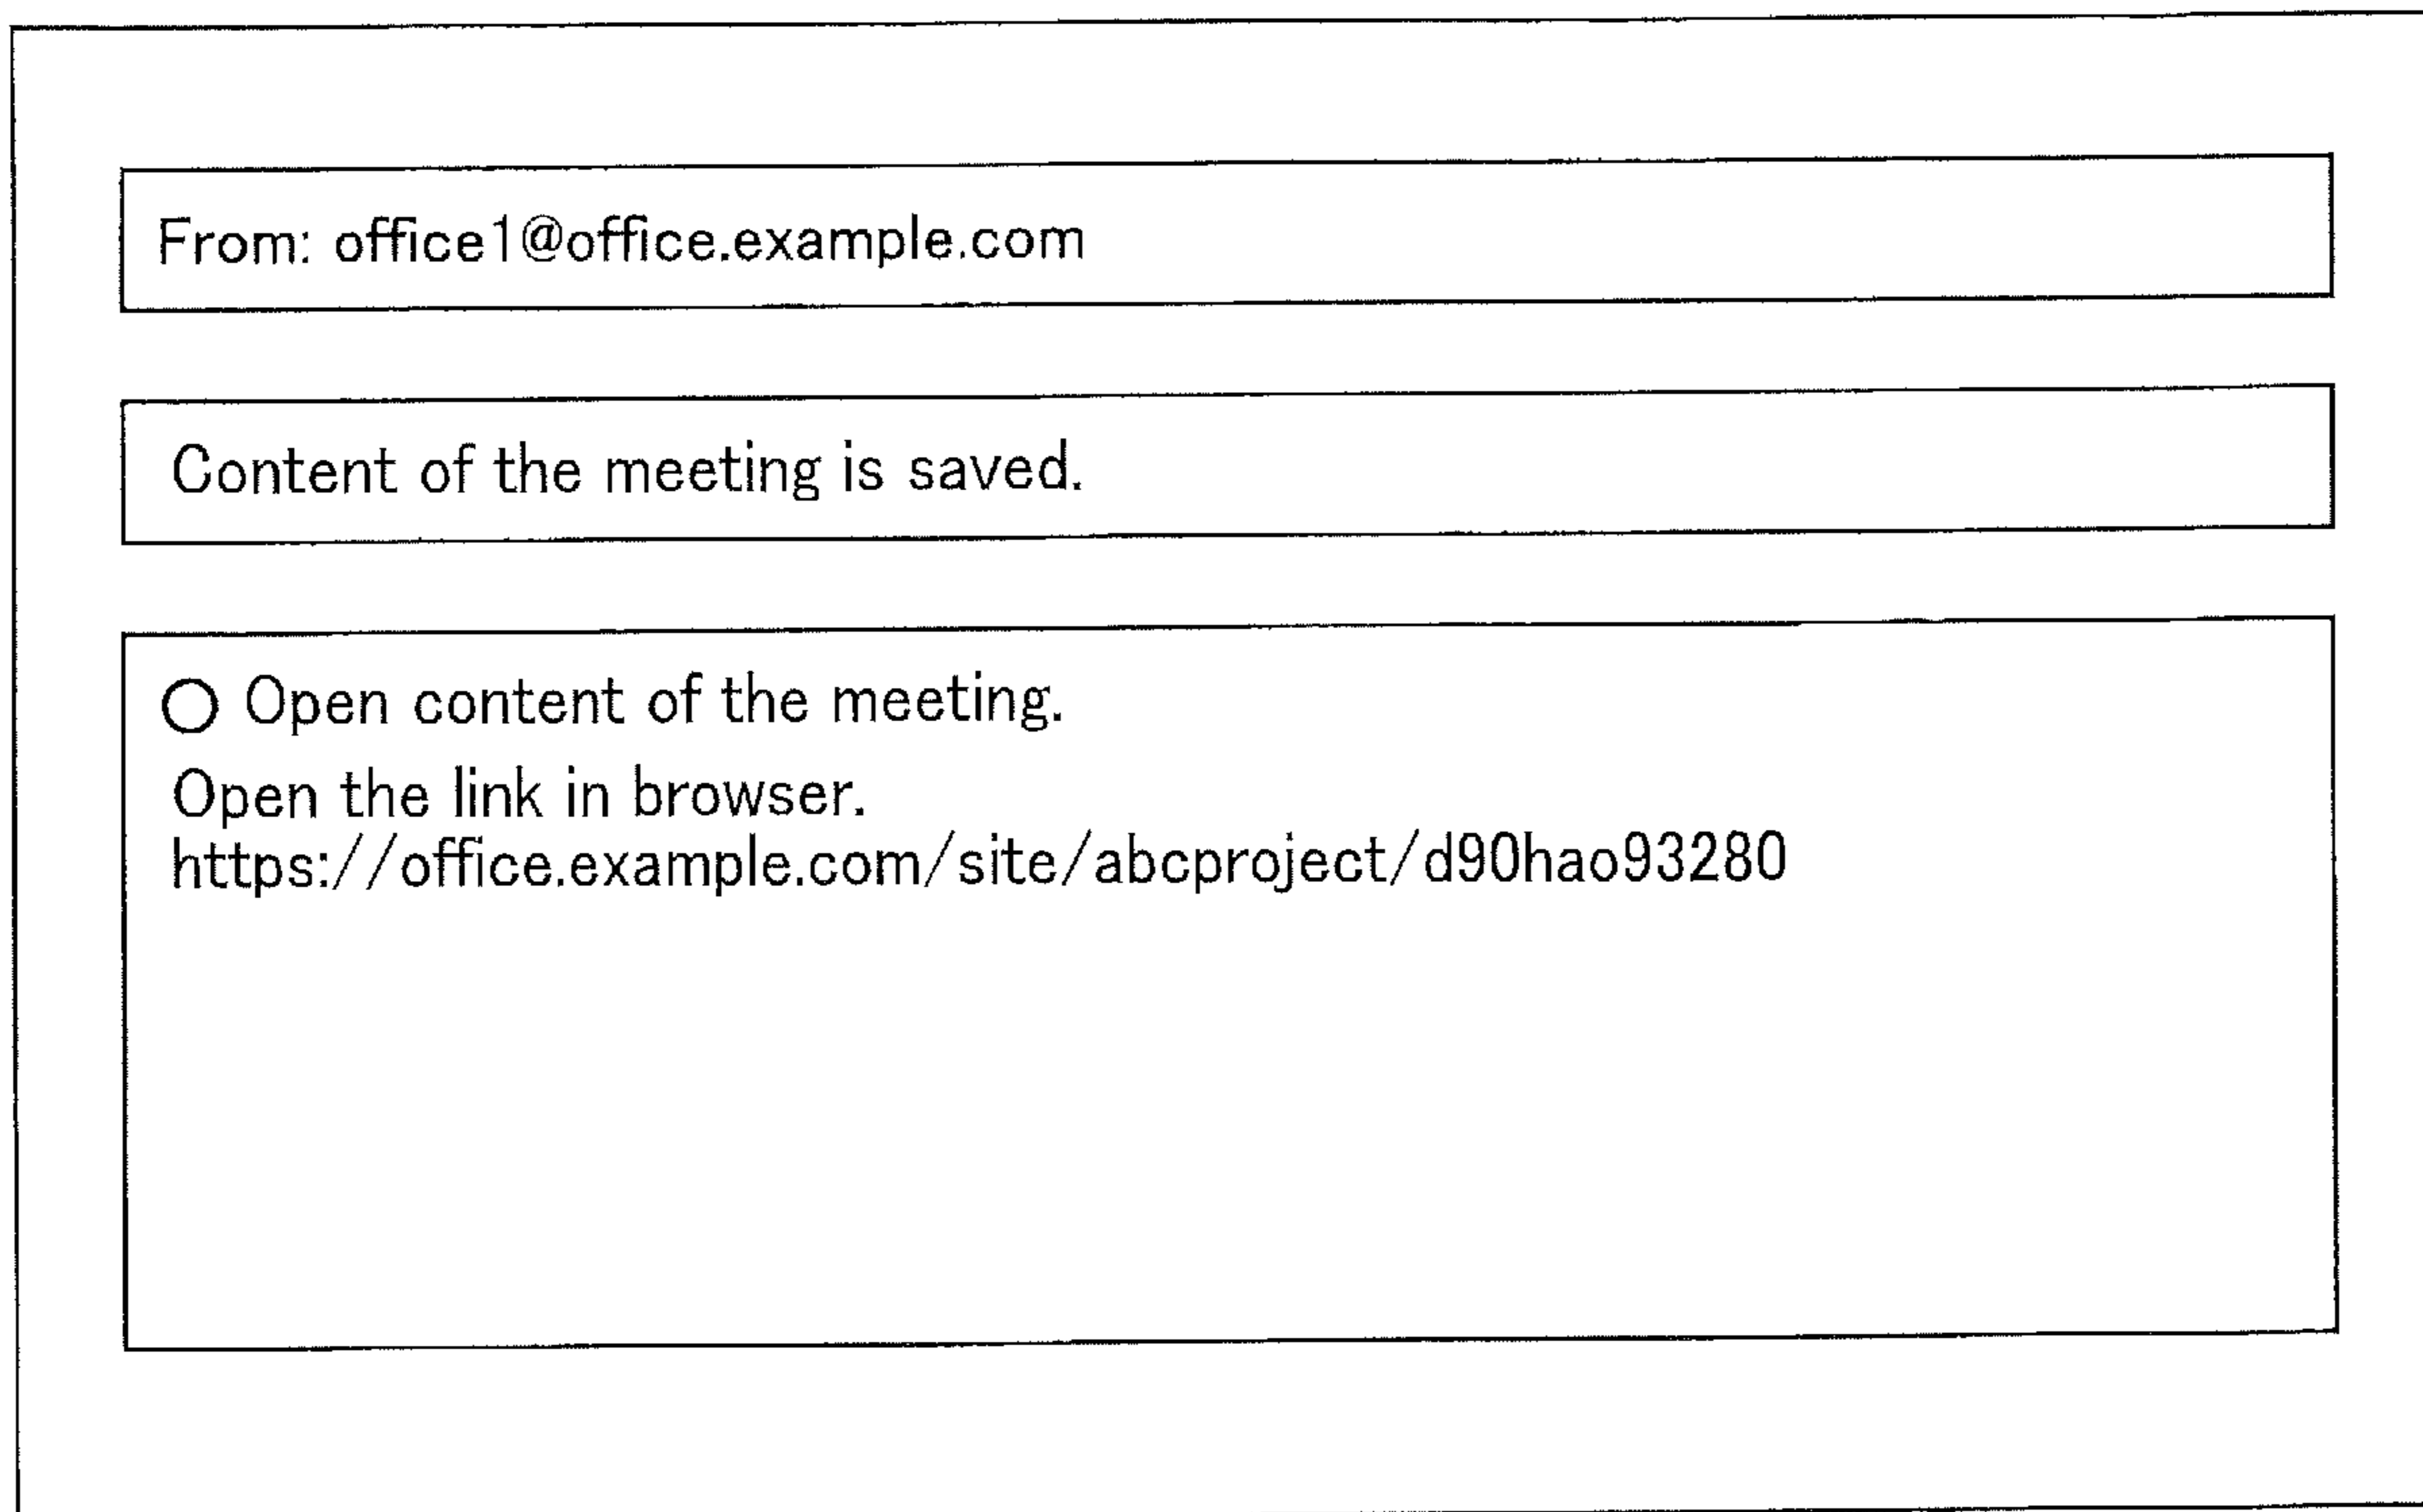 From: office1@office.example.com
Content of the meeting is saved.
○ Open content of the meeting.
Open the link in browser.
https://office.example.com/site/abcproject/d90hao93280